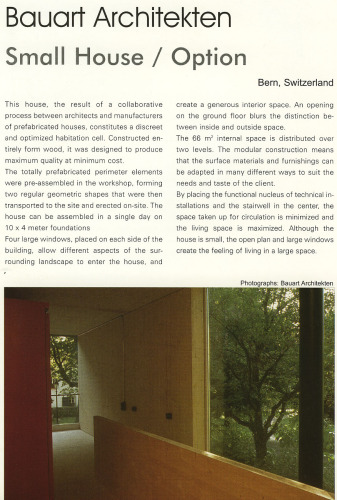 Bauart Architekten
Small House / Option
Bern, Switzerland
This house, the result of a collaborative
process between architects and manufacturers
of prefabricated houses, constitutes a discreet
and optimized habitation cell. Constructed en-
tirely form wood, it was designed to produce
maximum quality at minimum cost.
The totally prefabricated perimeter elements
were pre-assembled in the workshop, forming
two regular geometric shapes that were then
transported to the site and erected on-site. The
house can be assembled in a single day on
10 x 4 meter foundations
Four large windows, placed on each side of the
building, allow different aspects of the sur-
rounding landscape to enter the house, and
create a generous interior space. An opening
on the ground floor blurs the distinction be-
tween inside and outside space.
The 66 m² internal space is distributed over
two levels. The modular construction means
that the surface materials and furnishings can
be adapted in many different ways to suit the
needs and taste of the client.
By placing the functional nucleus of technical in-
stallations and the stairwell in the center, the
space taken up for circulation is minimized and
the living space is maximized. Although the
house is small, the open plan and large windows
create the feeling of living in a large space.
Photographs: Bauart Architekten